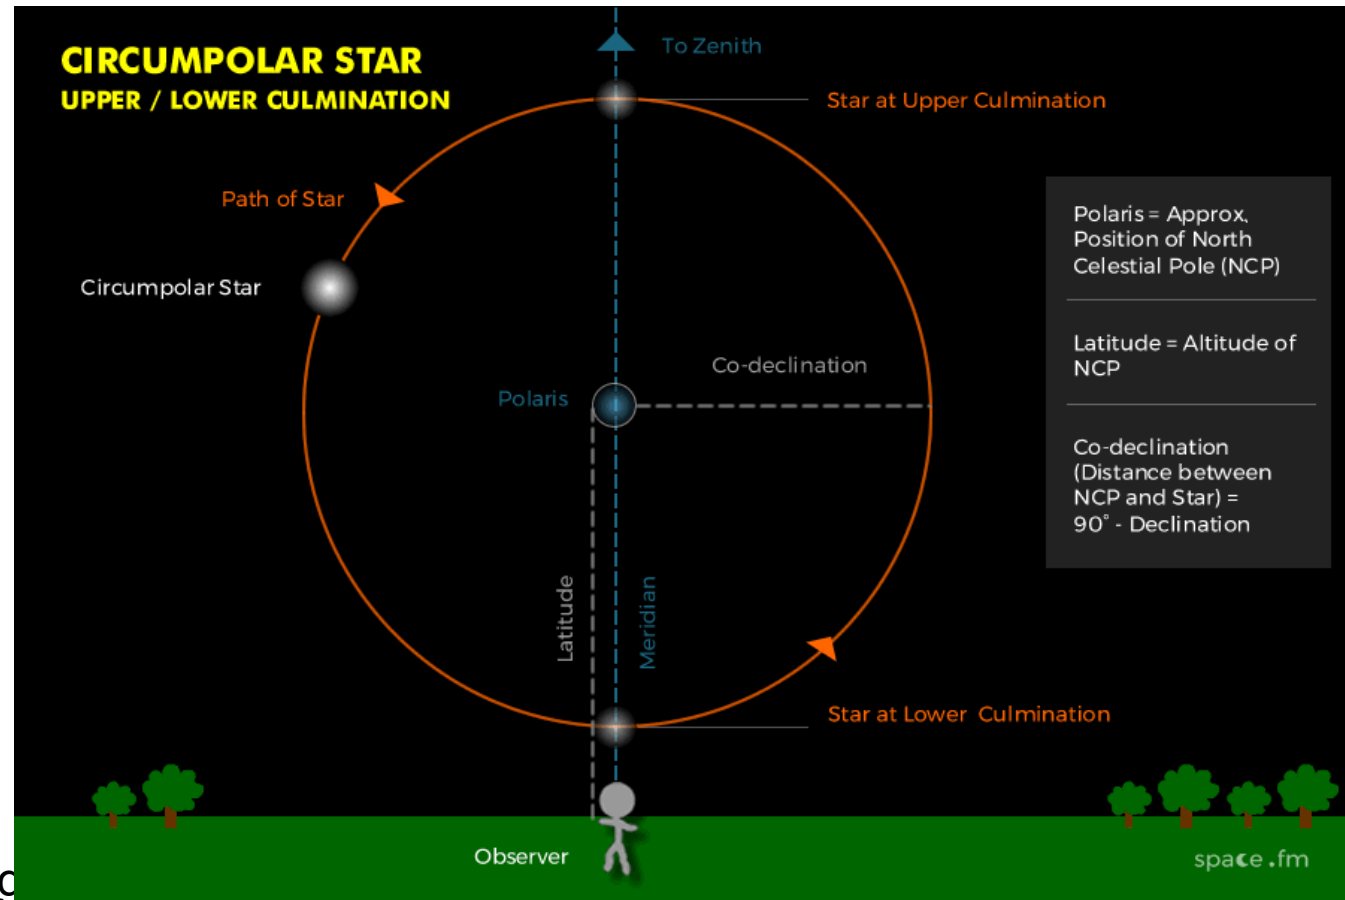 CIRCUMPOLAR STAR
UPPER / LOWER CULMINATION
To Zenith
Star at Upper Culmination
Path of Star
Circumpolar Star
Polaris
Co-declination
Latitude
Meridian
Star at Lower Culmination
Observer
Polaris = Approx,
Position of North
Celestial Pole (NCP)
Latitude = Altitude of
NCP
Co-declination
(Distance between
NCP and Star) =
90° - Declination
space.fm